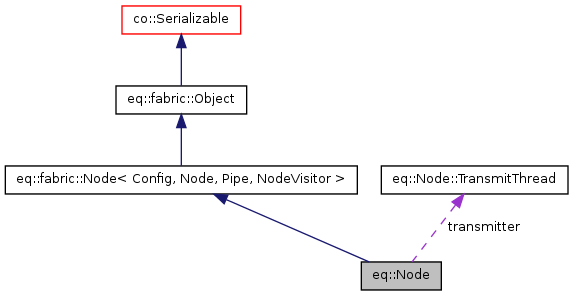 co::Serializable
eq::fabric::Object
eq::fabric::Node< Config, Node, Pipe, NodeVisitor >
eq::Node::TransmitThread
transmitter
eq::Node